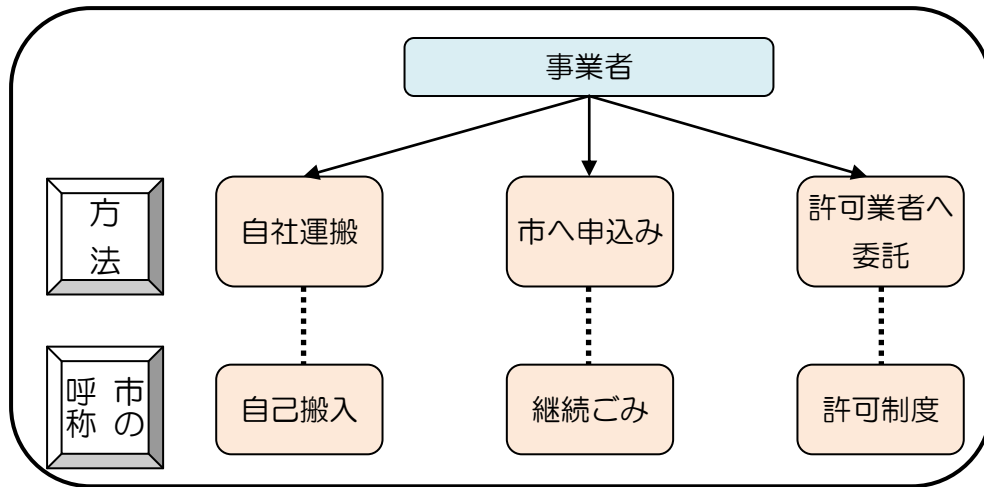 事業者
方法
自社運搬
市へ申込み
許可業者へ
委託
市の
呼称
自己搬入
継続ごみ
許可制度